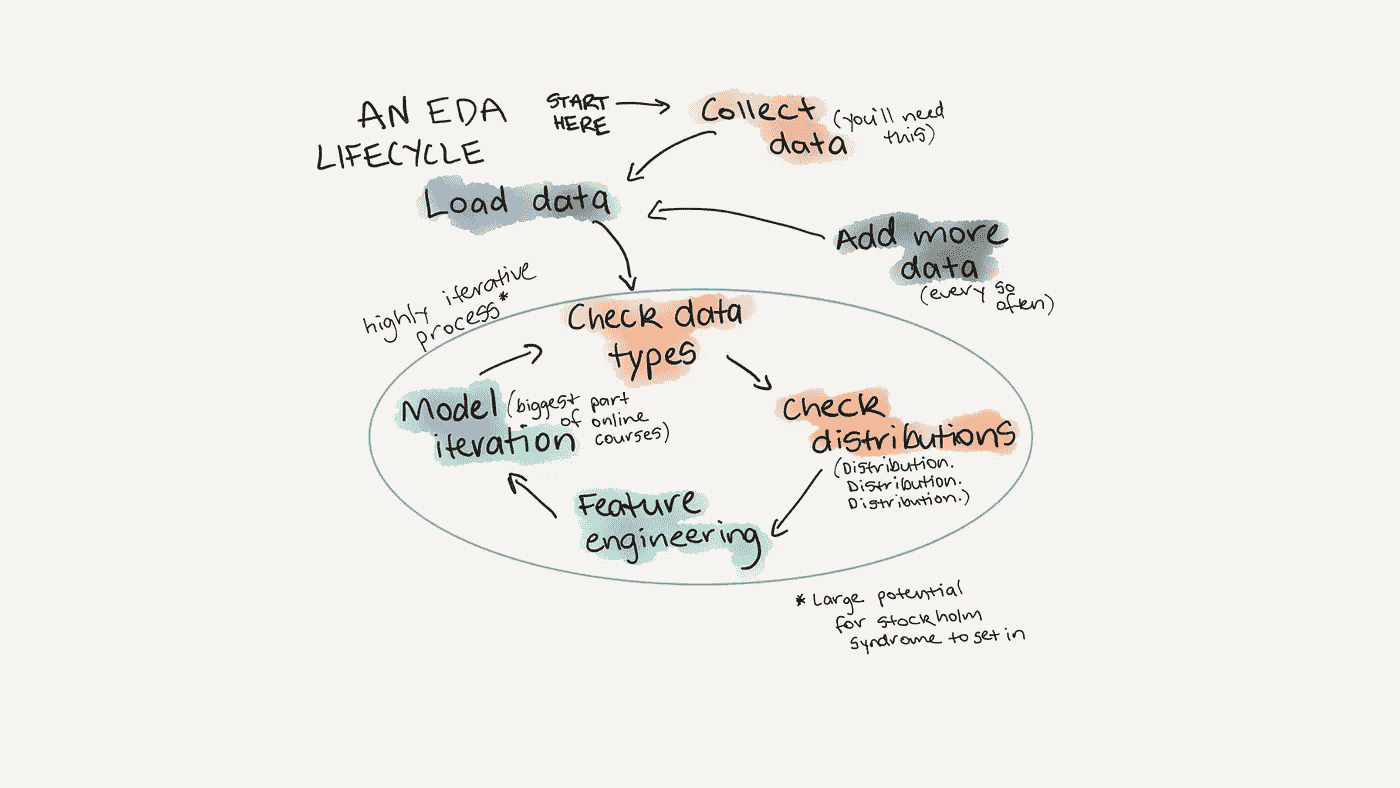 AN EDA
LIFECYCLE
START
HERE
Collect
data
(you'll need
this)
Load data
Add more
data
(every so
often)
highly iterative
process*
Check data
types
Model
iteration
(biggest part
of online
courses)
Check
distributions
(Distribution.
Distribution.
Distribution.)
Feature
engineering
* Large potential
for stockholm
syndrome to set in